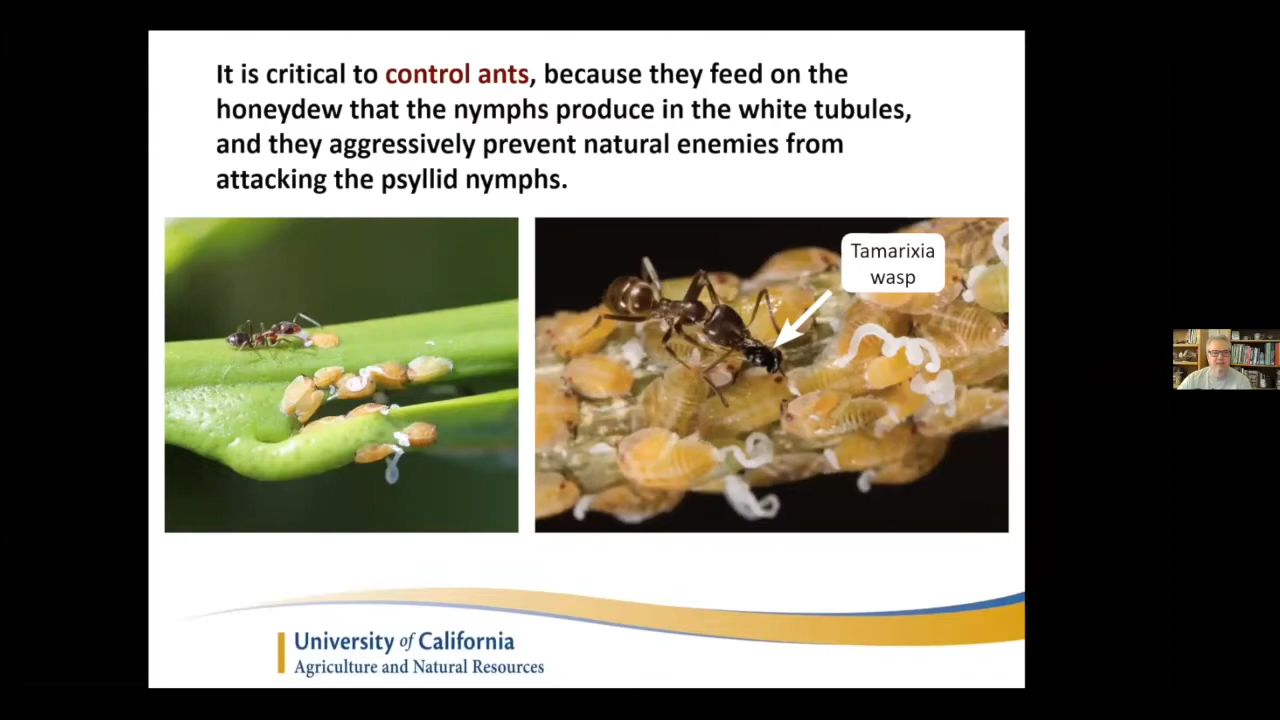 It is critical to control ants, because they feed on the
honeydew that the nymphs produce in the white tubules,
and they aggressively prevent natural enemies from
attacking the psyllid nymphs.
Tamarixia
wasp
University of California
Agriculture and Natural Resources